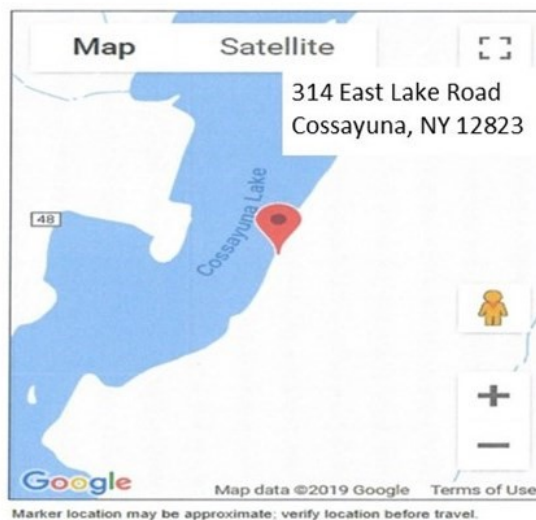 Map Satellite
314 East Lake Road
Cossayuna, NY 12823
Cossayuna Lake
48
+
−
Google Map data ©2019 Google Terms of Use
Marker location may be approximate; verify location before travel.